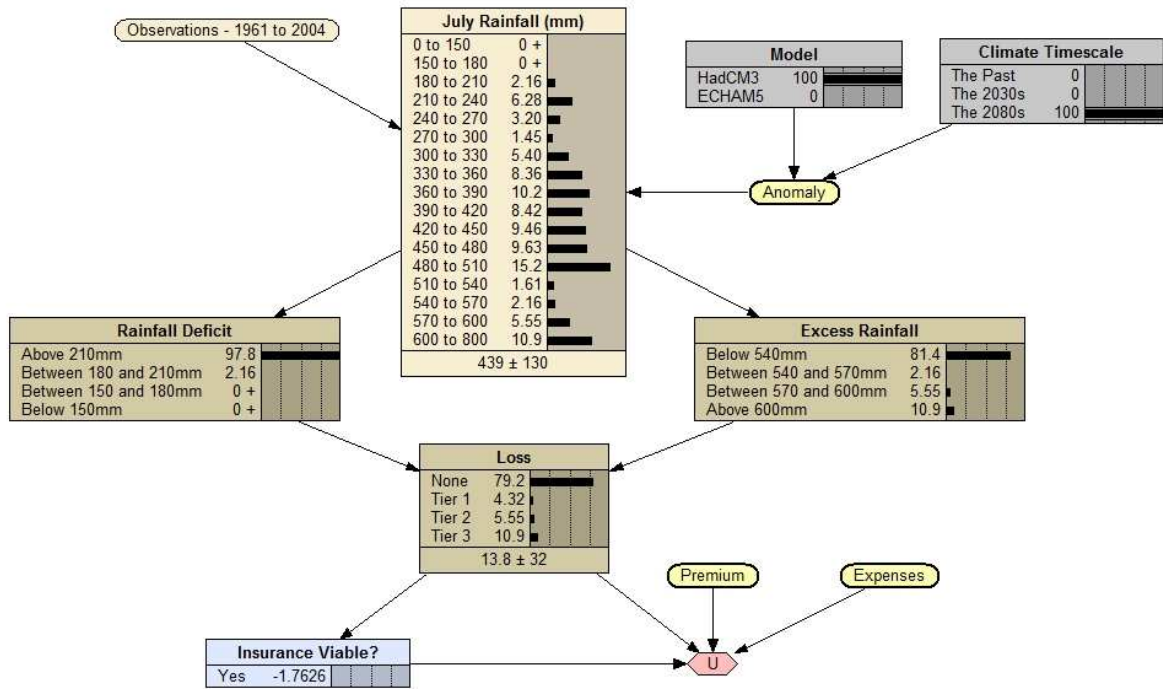 Observations - 1961 to 2004
July Rainfall (mm)
0 to 150 0 +
150 to 180 0 +
180 to 210 2.16
210 to 240 6.28
240 to 270 3.20
270 to 300 1.45
300 to 330 5.40
330 to 360 8.36
360 to 390 10.2
390 to 420 8.42
420 to 450 9.46
450 to 480 9.63
480 to 510 15.2
510 to 540 1.61
540 to 570 2.16
570 to 600 5.55
600 to 800 10.9
439 ± 130
Model
HadCM3 100
ECHAM5 0
Climate Timescale
The Past 0
The 2030s 0
The 2080s 100
Anomaly
Rainfall Deficit
Above 210mm 97.8
Between 180 and 210mm 2.16
Between 150 and 180mm 0 +
Below 150mm 0 +
Excess Rainfall
Below 540mm 81.4
Between 540 and 570mm 2.16
Between 570 and 600mm 5.55
Above 600mm 10.9
Loss
None 79.2
Tier 1 4.32
Tier 2 5.55
Tier 3 10.9
13.8 ± 32
Premium
Expenses
Insurance Viable?
Yes -1.7626
U